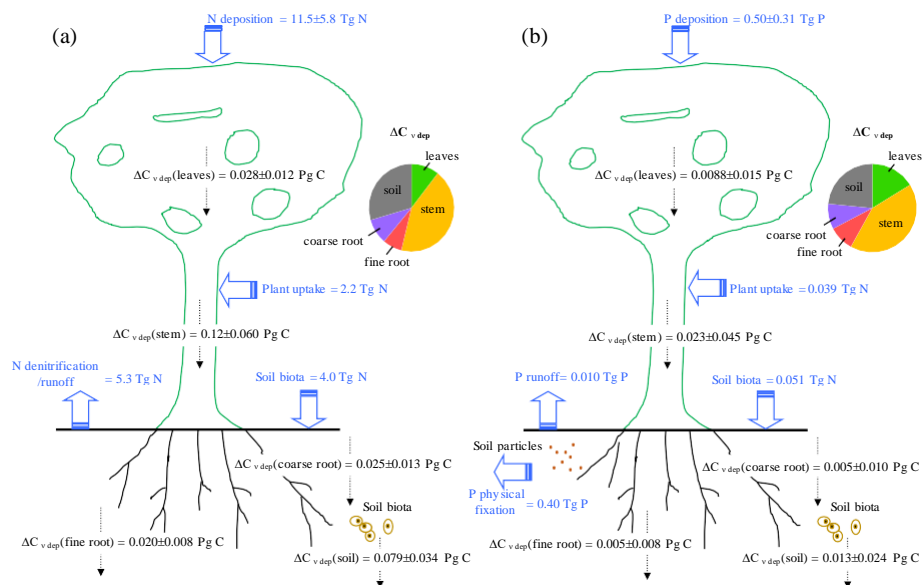 (a)
N deposition = 11.5±5.8 Tg N
ΔC v dep
leaves
soil
stem
coarse root
fine root
ΔC v dep(leaves) = 0.028±0.012 Pg C
Plant uptake = 2.2 Tg N
ΔC v dep(stem) = 0.12±0.060 Pg C
N denitrification
/runoff
= 5.3 Tg N
Soil biota = 4.0 Tg N
ΔC v dep(coarse root) = 0.025±0.013 Pg C
Soil biota
ΔC v dep(fine root) = 0.020±0.008 Pg C
ΔC v dep(soil) = 0.079±0.034 Pg C
(b)
P deposition = 0.50±0.31 Tg P
ΔC v dep
leaves
soil
stem
coarse root
fine root
ΔC v dep(leaves) = 0.0088±0.015 Pg C
Plant uptake = 0.039 Tg N
ΔC v dep(stem) = 0.023±0.045 Pg C
P runoff = 0.010 Tg P
Soil biota = 0.051 Tg N
Soil particles
P physical
fixation
= 0.40 Tg P
ΔC v dep(coarse root) = 0.005±0.010 Pg C
Soil biota
ΔC v dep(fine root) = 0.005±0.008 Pg C
ΔC v dep(soil) = 0.013±0.024 Pg C